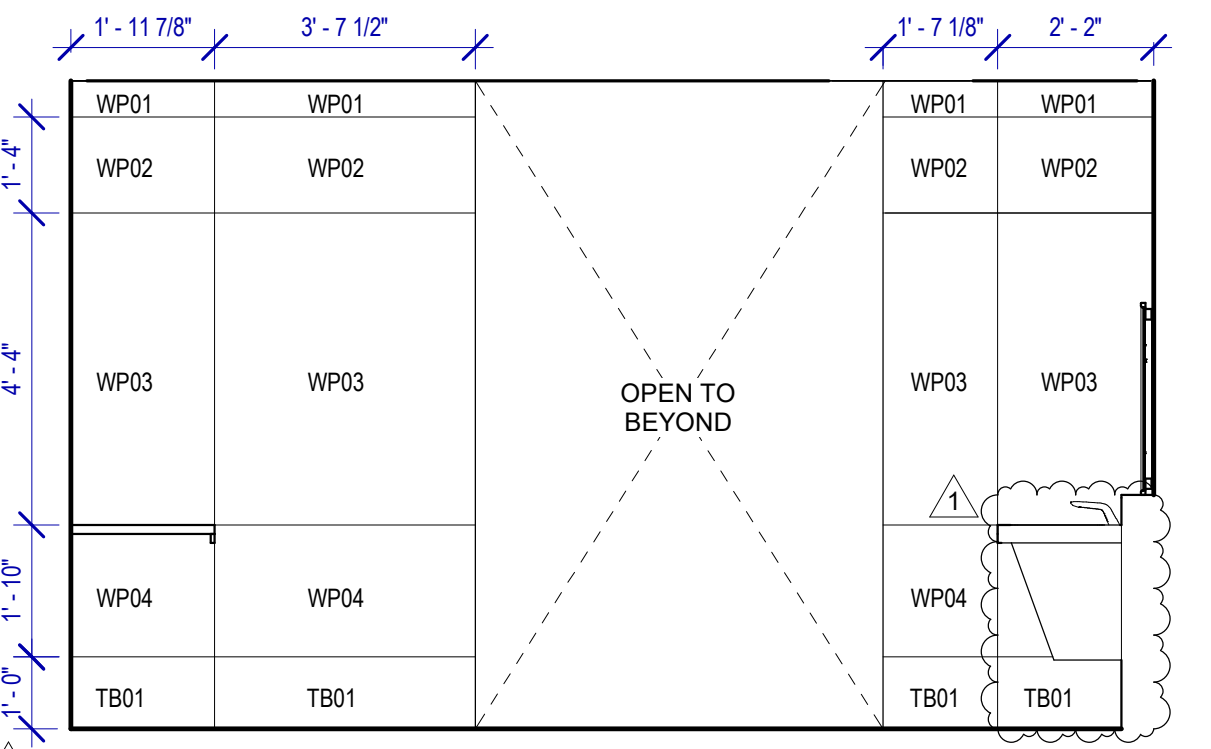 1' - 11 7/8" 3' - 7 1/2" 1' - 7 1/8" 2' - 2"
WP01 WP01 WP01 WP01
1' - 4"
WP02 WP02 WP02 WP02
4' - 4"
WP03 WP03 WP03 WP03
OPEN TO
BEYOND
1
1' - 10"
WP04 WP04 WP04
1' - 0"
TB01 TB01 TB01 TB01